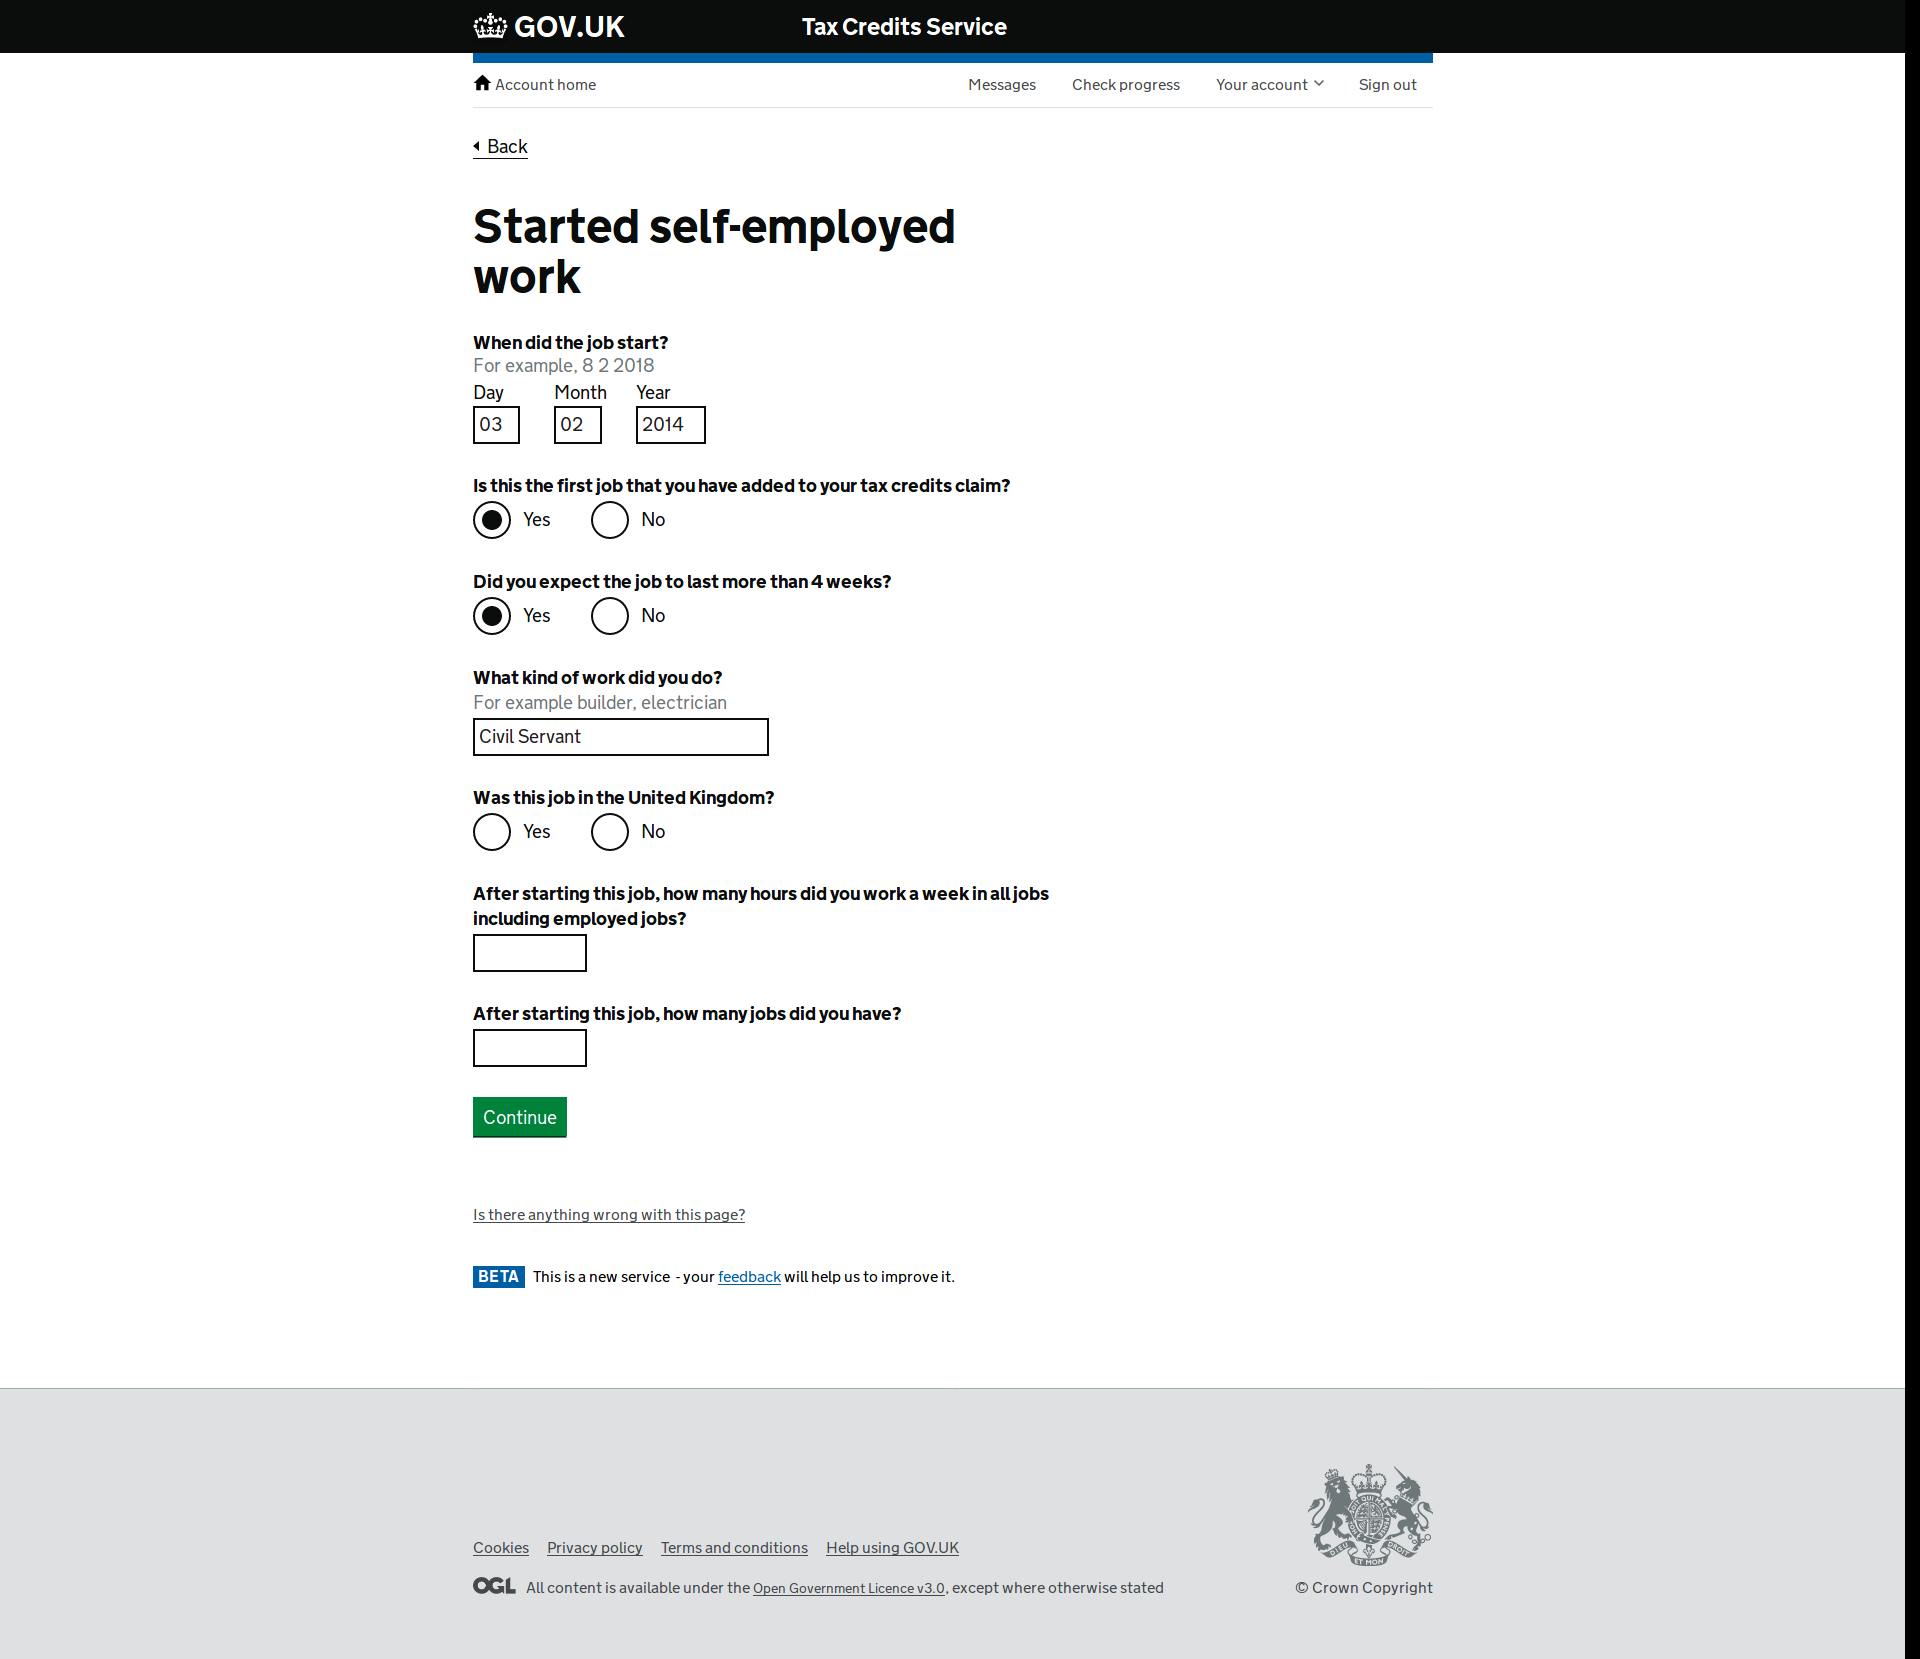 GOV.UK
Tax Credits Service
Account home
Messages
Check progress
Your account
Sign out
Back
Started self-employed
work
When did the job start?
For example, 8 2 2018
Day Month Year
03 02 2014
Is this the first job that you have added to your tax credits claim?
Yes No
Did you expect the job to last more than 4 weeks?
Yes No
What kind of work did you do?
For example builder, electrician
Civil Servant
Was this job in the United Kingdom?
Yes No
After starting this job, how many hours did you work a week in all jobs
including employed jobs?
After starting this job, how many jobs did you have?
Continue
Is there anything wrong with this page?
BETA This is a new service - your feedback will help us to improve it.
Cookies Privacy policy Terms and conditions Help using GOV.UK
OGL All content is available under the Open Government Licence v3.0, except where otherwise stated
© Crown Copyright